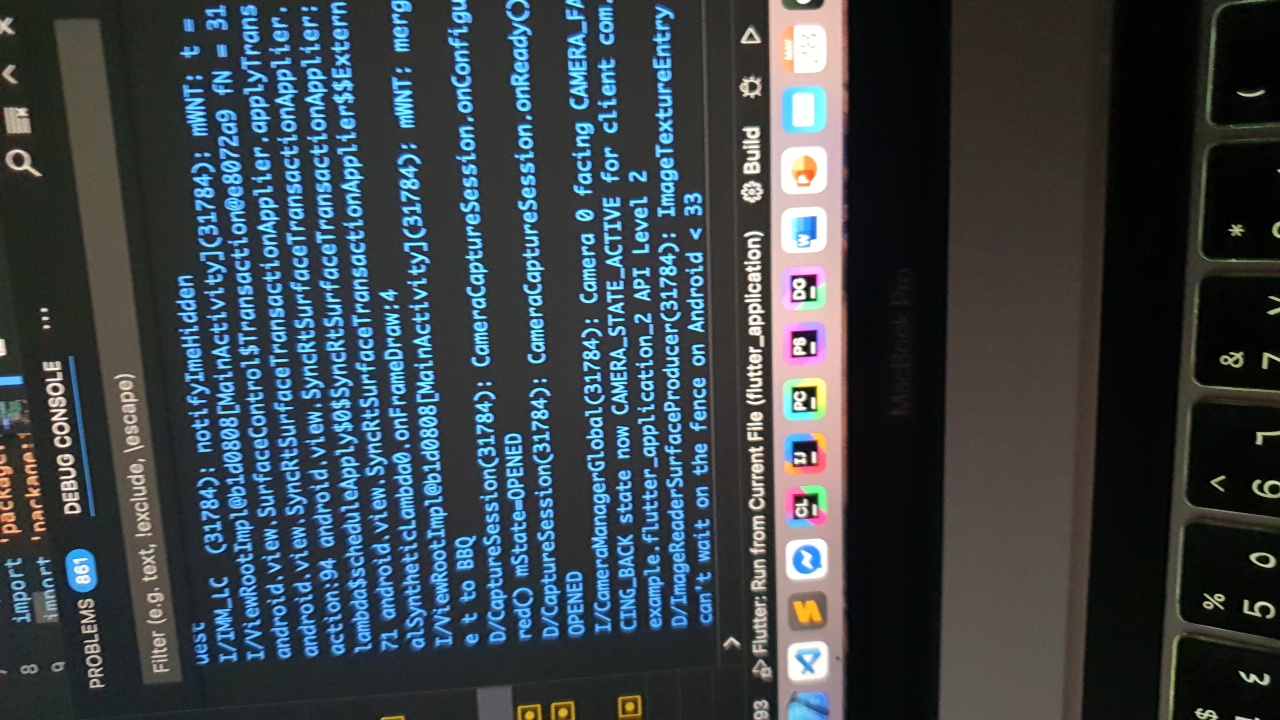 8 import 'package:
9 import 'package:f
PROBLEMS 861 DEBUG CONSOLE ...
Filter (e.g. text, !exclude, \escape)
uest
I/IMM_LC (31784): notifyImeHidden
I/ViewRootImpl@b1d0808[MainActivity](31784): mWNT: t =
android.view.SurfaceControl$Transaction@e8072a9 fN = 31
android.view.SyncRtSurfaceTransactionApplier.applyTrans
action:94 android.view.SyncRtSurfaceTransactionApplier.
lambda$scheduleApply$0$SyncRtSurfaceTransactionApplier:
71 android.view.SyncRtSurfaceTransactionApplier$$Extern
alSyntheticLambda0.onFrameDraw:4
I/ViewRootImpl@b1d0808[MainActivity](31784): mWNT: merg
e t to BBQ
D/CaptureSession(31784): CameraCaptureSession.onConfigu
red() mState=OPENED
D/CaptureSession(31784): CameraCaptureSession.onReady()
OPENED
I/CameraManagerGlobal(31784): Camera 0 facing CAMERA_FA
CING_BACK state now CAMERA_STATE_ACTIVE for client com.
example.flutter_application_2 API Level 2
D/ImageReaderSurfaceProducer(31784): ImageTextureEntry
can't wait on the fence on Android < 33
>
93 Flutter: Run from Current File (flutter_application) Build
CL IJ PC PS DG W P MAY 28
MacBook Pro
$ % ^ & * (
٤ 5 ٥ 6 ٦ 7 ٧